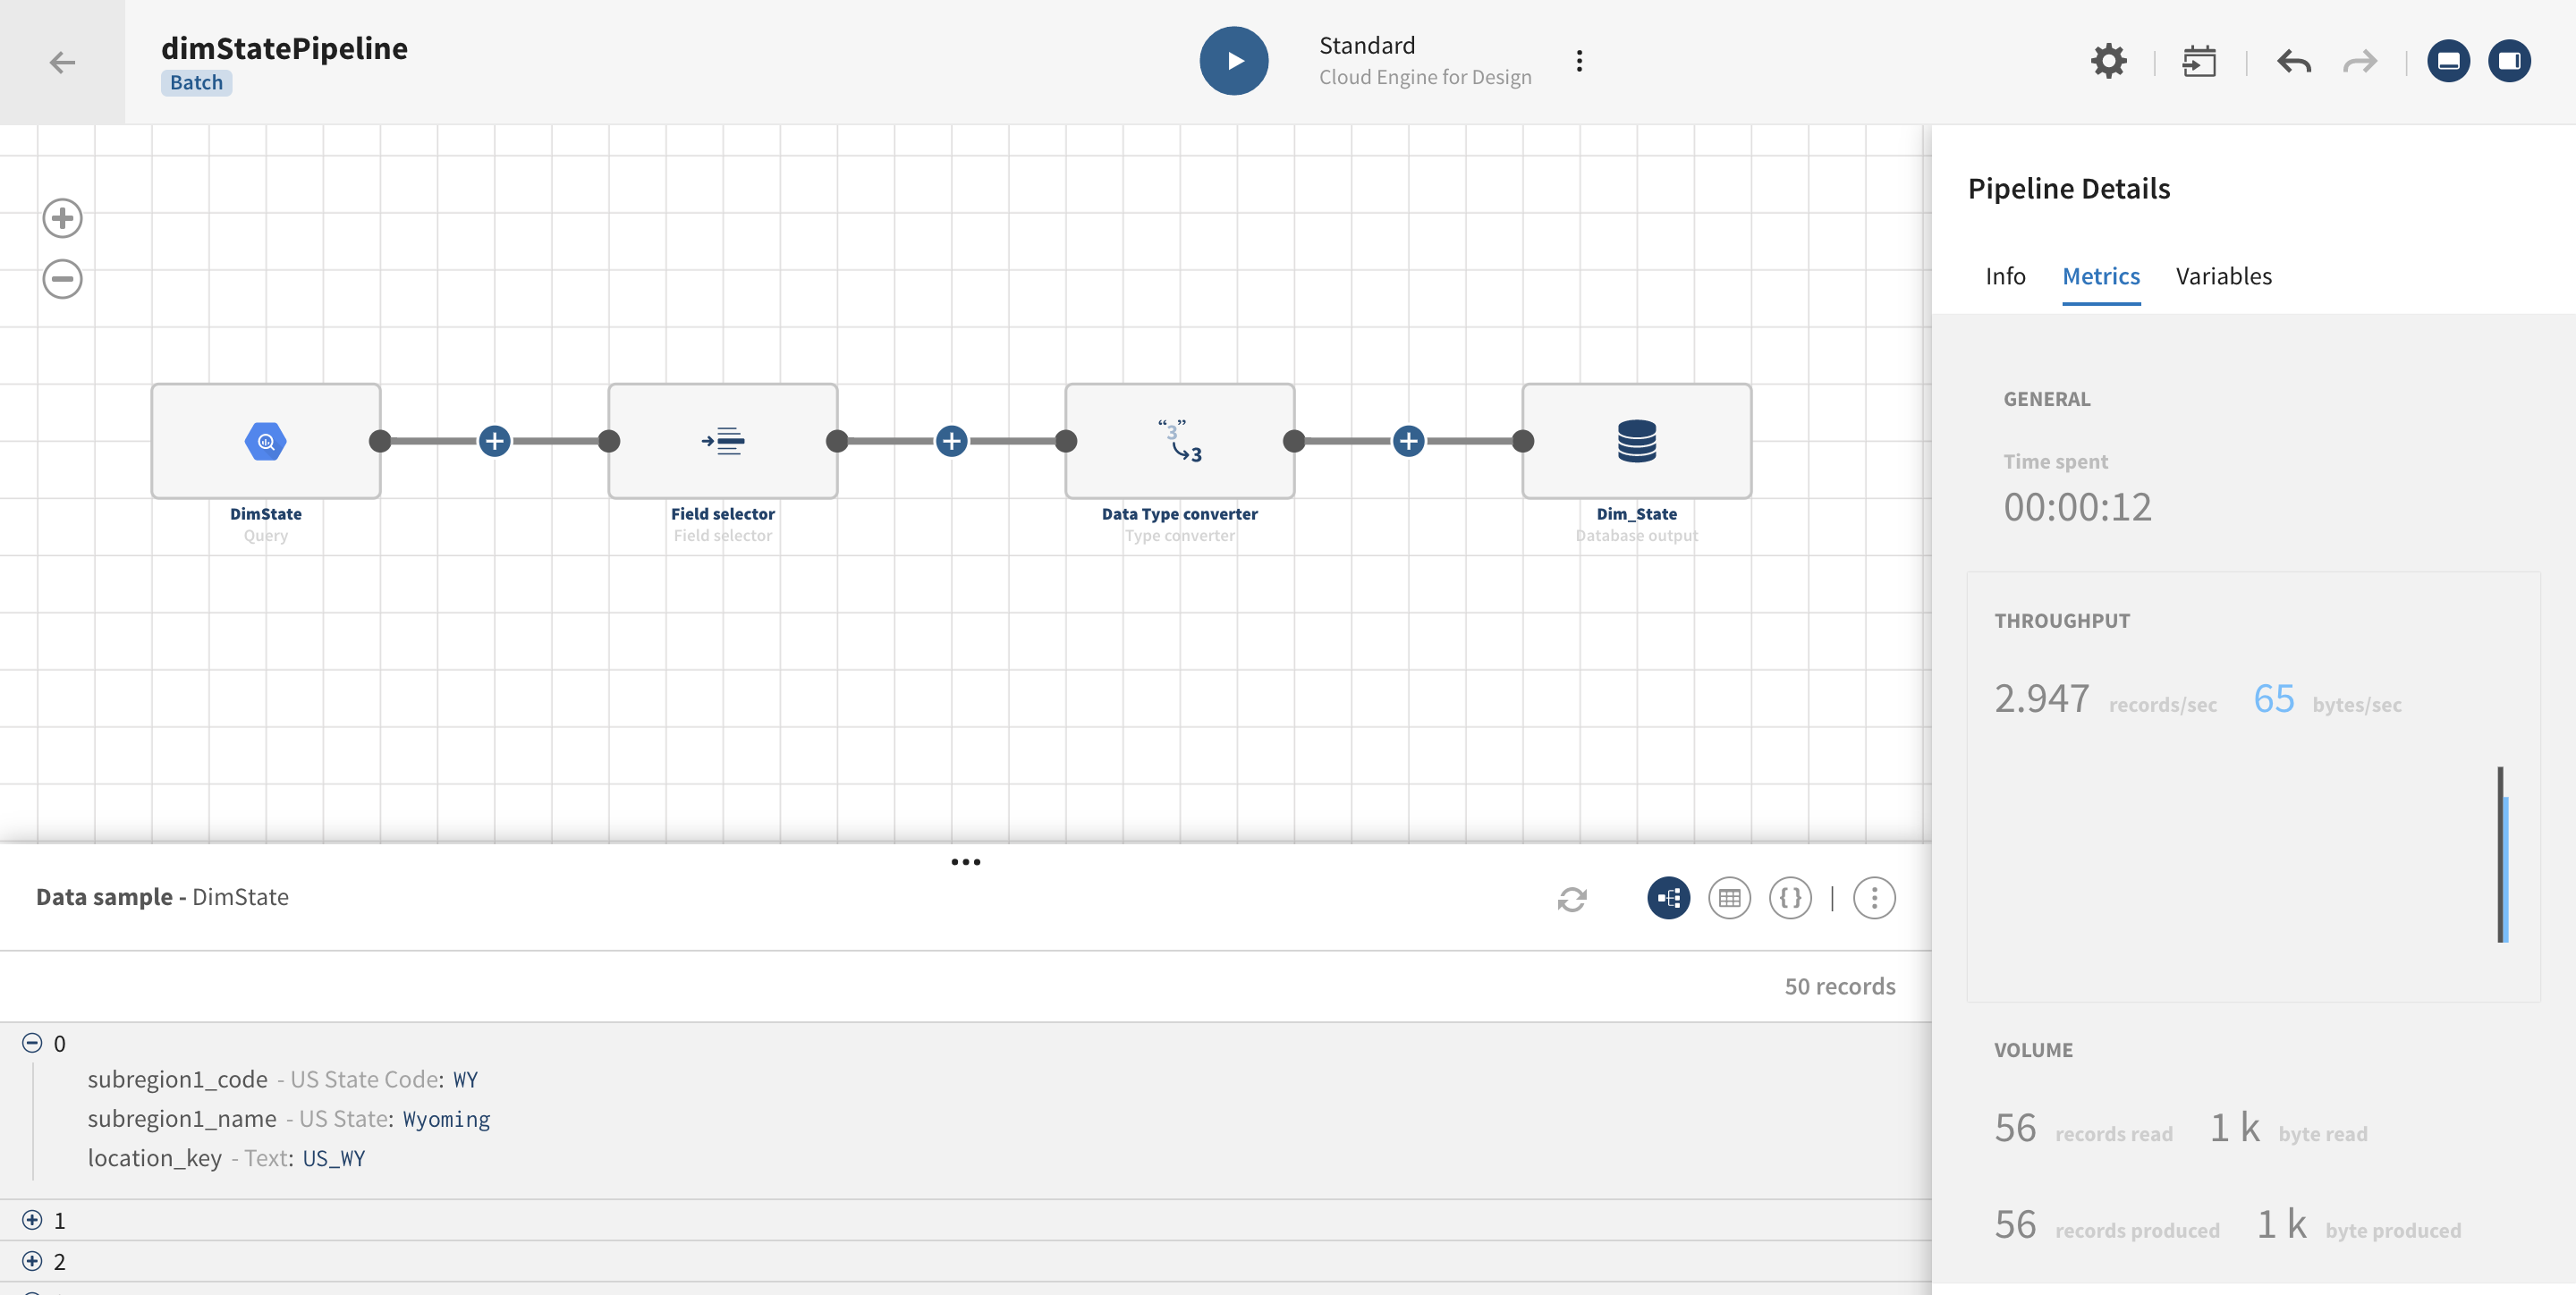 dimStatePipeline
Batch
Standard
Cloud Engine for Design
DimState
Query
Field selector
Field selector
“3”
3
Data Type converter
Type converter
Dim_State
Database output
Data sample - DimState
{}
50 records
0
subregion1_code - US State Code: WY
subregion1_name - US State: Wyoming
location_key - Text: US_WY
1
2
Pipeline Details
Info Metrics Variables
GENERAL
Time spent
00:00:12
THROUGHPUT
2.947 records/sec 65 bytes/sec
VOLUME
56 records read 1 k byte read
56 records produced 1 k byte produced